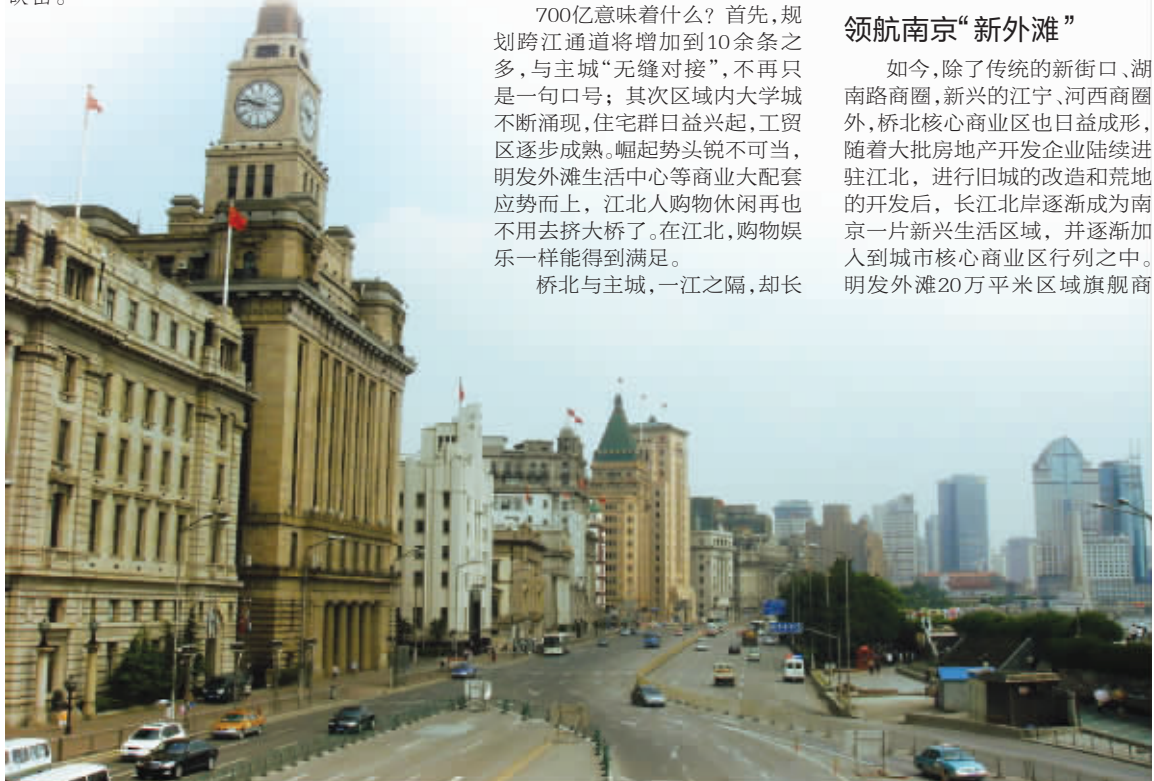 700亿意味着什么？首先,规
划跨江通道将增加到10余条之
多,与主城“无缝对接”,不再只
是一句口号；其次区域内大学城
不断涌现,住宅群日益兴起,工贸
区逐步成熟。崛起势头锐不可当,
明发外滩生活中心等商业大配套
应势而上，江北人购物休闲再也
不用去挤大桥了。在江北,购物娱
乐一样能得到满足。
桥北与主城,一江之隔,却长
领航南京“新外滩”
如今,除了传统的新街口、湖
南路商圈,新兴的江宁、河西商圈
外,桥北核心商业区也日益成形,
随着大批房地产开发企业陆续进
驻江北，进行旧城的改造和荒地
的开发后，长江北岸逐渐成为南
京一片新兴生活区域，并逐渐加
入到城市核心商业区行列之中。
明发外滩20万平米区域旗舰商